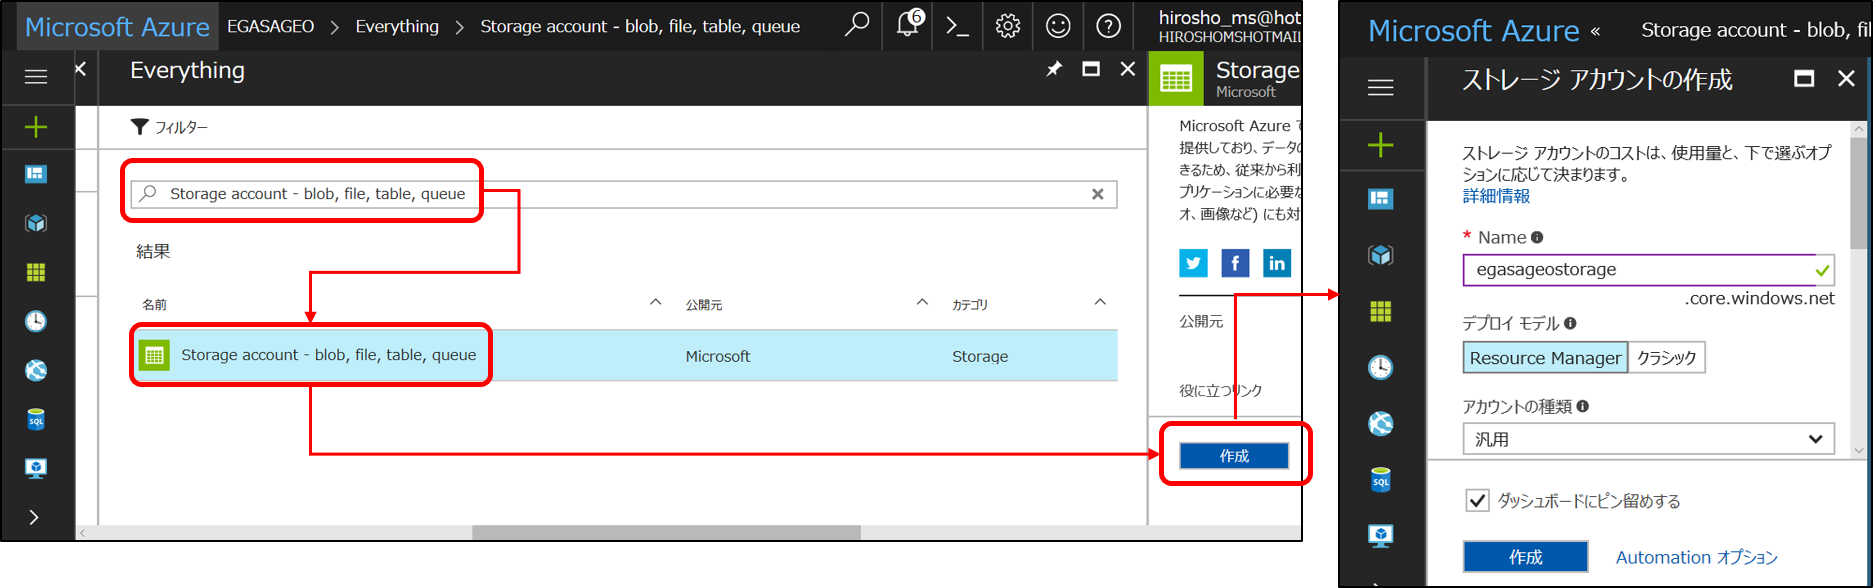 Microsoft Azure EGASAGEO > Everything > Storage account - blob, file, table, queue
6
hirosho_ms@hot
HIROSHOMSHOTMAIL
Everything
フィルター
Storage account - blob, file, table, queue
結果
名前 公開元 カテゴリ
Storage account - blob, file, table, queue Microsoft Storage
Storage
Microsoft
Microsoft Azure で
提供しており、データの
きるため、従来から利
プリケーションに必要な
オ、画像など) にも対
公開元
役に立つリンク
作成
Microsoft Azure « Storage account - blob, fil
ストレージ アカウントの作成
ストレージ アカウントのコストは、使用量と、下で選ぶオプ
ションに応じて決まります。
詳細情報
* Name
egasageostorage
.core.windows.net
デプロイ モデル
Resource Manager クラシック
アカウントの種類
汎用
ダッシュボードにピン留めする
作成 Automation オプション
SQL
SQL